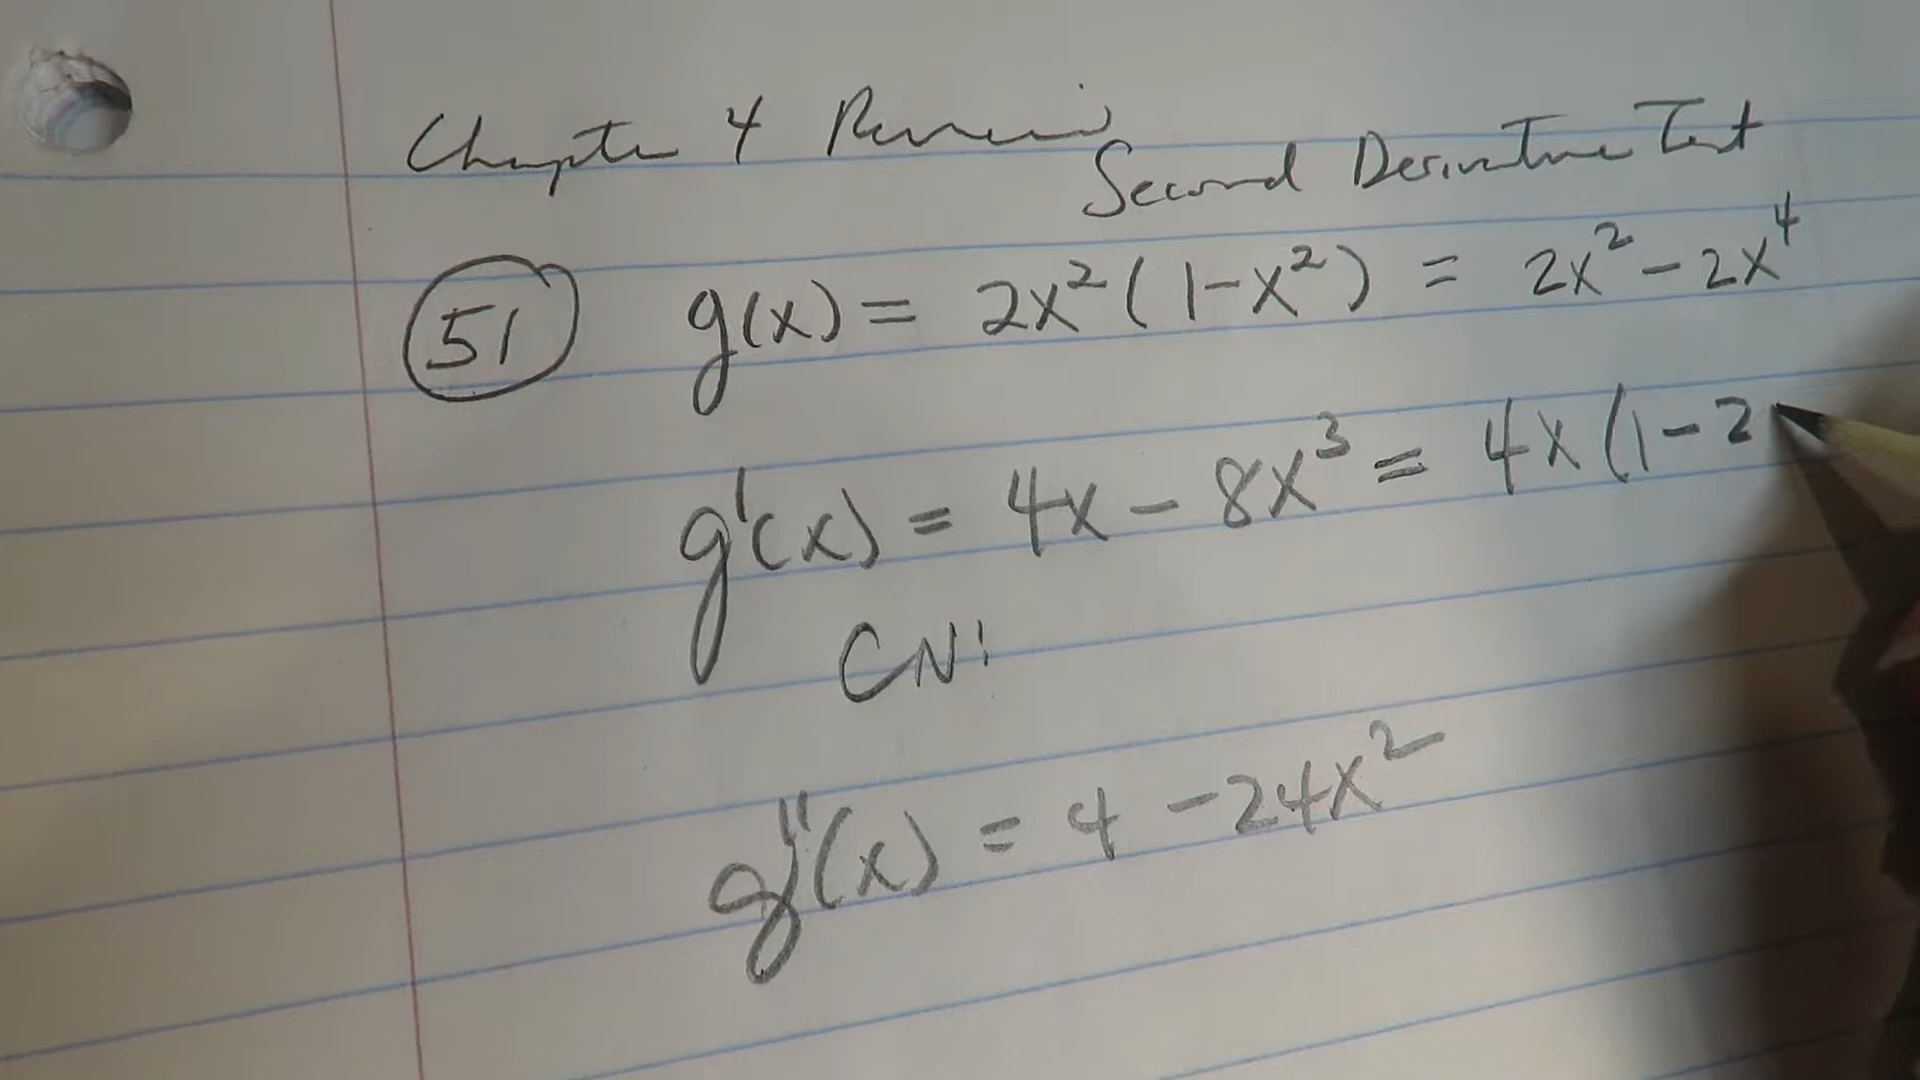 Chapter 4 Review
Second Derivative Test
51 g(x) = 2x²(1-x²) = 2x² - 2x⁴
g'(x) = 4x - 8x³ = 4x(1-2
CN:
g''(x) = 4 - 24x²